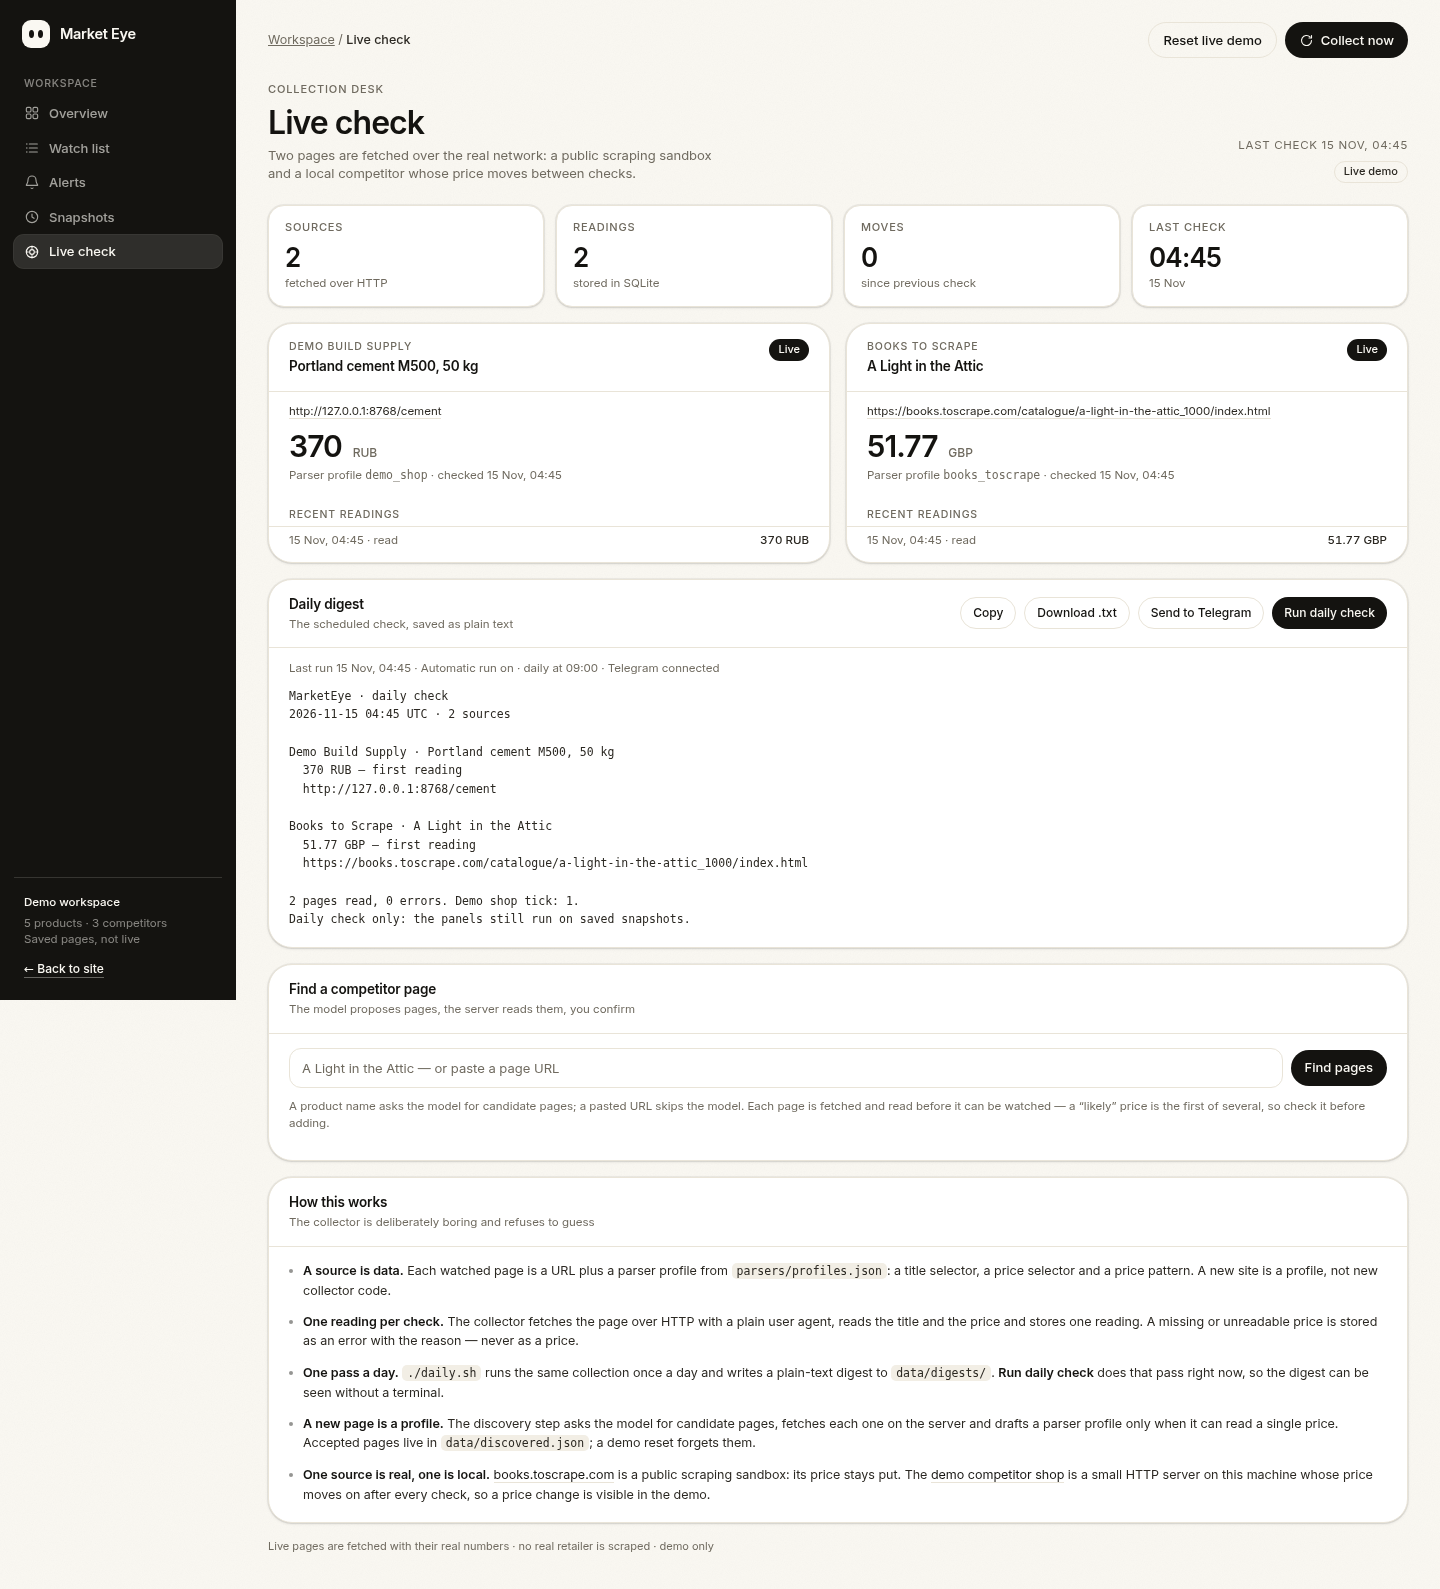 Market Eye
WORKSPACE
Overview
Watch list
Alerts
Snapshots
Live check
Demo workspace
5 products · 3 competitors
Saved pages, not live
← Back to site
Workspace / Live check
Reset live demo
Collect now
COLLECTION DESK
Live check
Two pages are fetched over the real network: a public scraping sandbox
and a local competitor whose price moves between checks.
LAST CHECK 15 NOV, 04:45
Live demo
SOURCES
2
fetched over HTTP
READINGS
2
stored in SQLite
MOVES
0
since previous check
LAST CHECK
04:45
15 Nov
DEMO BUILD SUPPLY
Portland cement M500, 50 kg
Live
http://127.0.0.1:8768/cement
370 RUB
Parser profile demo_shop · checked 15 Nov, 04:45
RECENT READINGS
15 Nov, 04:45 · read 370 RUB
BOOKS TO SCRAPE
A Light in the Attic
Live
https://books.toscrape.com/catalogue/a-light-in-the-attic_1000/index.html
51.77 GBP
Parser profile books_toscrape · checked 15 Nov, 04:45
RECENT READINGS
15 Nov, 04:45 · read 51.77 GBP
Daily digest
The scheduled check, saved as plain text
Copy
Download .txt
Send to Telegram
Run daily check
Last run 15 Nov, 04:45 · Automatic run on · daily at 09:00 · Telegram connected
MarketEye · daily check
2026-11-15 04:45 UTC · 2 sources
Demo Build Supply · Portland cement M500, 50 kg
370 RUB — first reading
http://127.0.0.1:8768/cement
Books to Scrape · A Light in the Attic
51.77 GBP — first reading
https://books.toscrape.com/catalogue/a-light-in-the-attic_1000/index.html
2 pages read, 0 errors. Demo shop tick: 1.
Daily check only: the panels still run on saved snapshots.
Find a competitor page
The model proposes pages, the server reads them, you confirm
A Light in the Attic — or paste a page URL
Find pages
A product name asks the model for candidate pages; a pasted URL skips the model. Each page is fetched and read before it can be watched — a “likely” price is the first of several, so check it before
adding.
How this works
The collector is deliberately boring and refuses to guess
• A source is data. Each watched page is a URL plus a parser profile from parsers/profiles.json: a title selector, a price selector and a price pattern. A new site is a profile, not new
collector code.
• One reading per check. The collector fetches the page over HTTP with a plain user agent, reads the title and the price and stores one reading. A missing or unreadable price is stored
as an error with the reason — never as a price.
• One pass a day. ./daily.sh runs the same collection once a day and writes a plain-text digest to data/digests/. Run daily check does that pass right now, so the digest can be
seen without a terminal.
• A new page is a profile. The discovery step asks the model for candidate pages, fetches each one on the server and drafts a parser profile only when it can read a single price.
Accepted pages live in data/discovered.json; a demo reset forgets them.
• One source is real, one is local. books.toscrape.com is a public scraping sandbox: its price stays put. The demo competitor shop is a small HTTP server on this machine whose price
moves on after every check, so a price change is visible in the demo.
Live pages are fetched with their real numbers · no real retailer is scraped · demo only